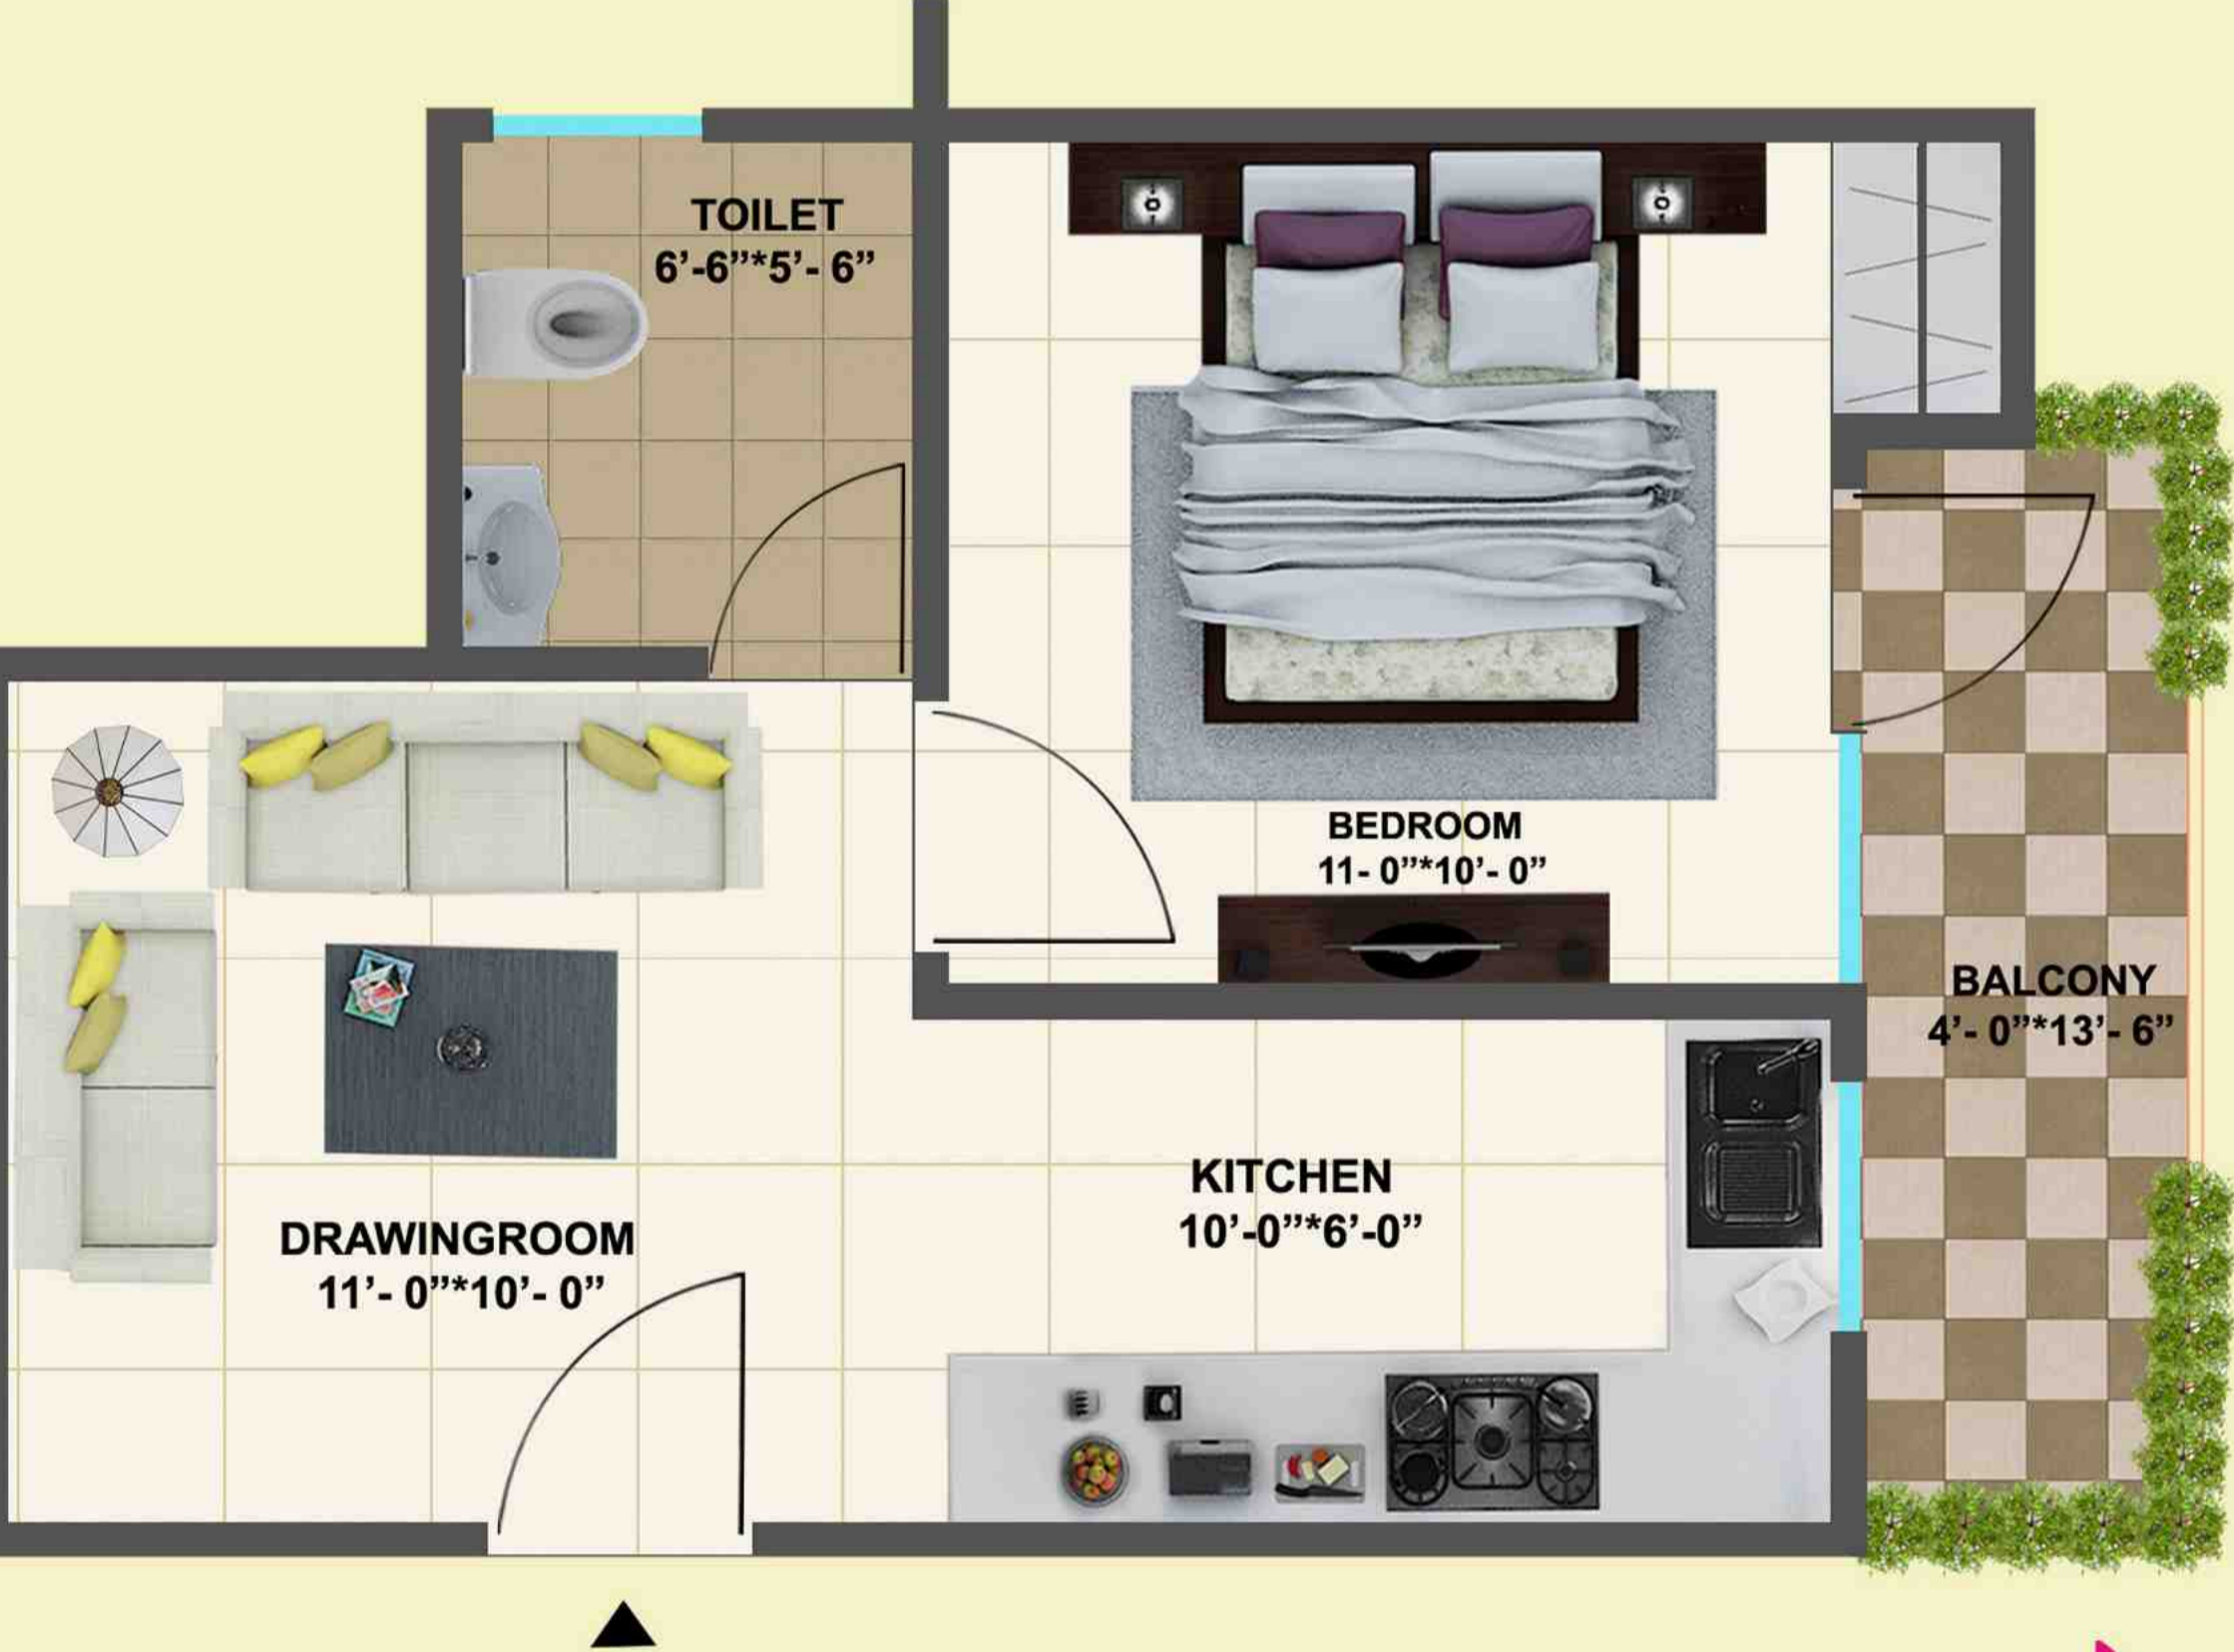 TOILET
6’-6”*5’- 6”
BEDROOM
11- 0”*10’- 0”
BALCONY
4’- 0”*13’- 6”
KITCHEN
10’-0”*6’-0”
DRAWINGROOM
11’- 0”*10’- 0”